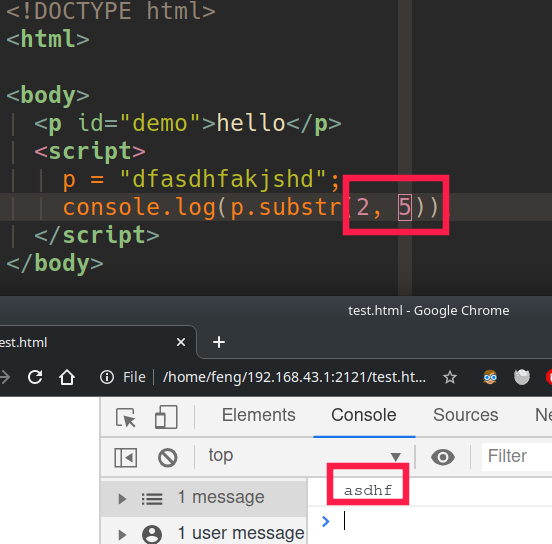 <!DOCTYPE html>
<html>
<body>
<p id="demo">hello</p>
<script>
p = "dfasdhfakjshd";
console.log(p.substr(2, 5))
</script>
</body>
test.html - Google Chrome
est.html
File /home/feng/192.168.43.1:2121/test.ht...
Elements Console Sources Ne
top Filter
1 message asdhf
1 user message